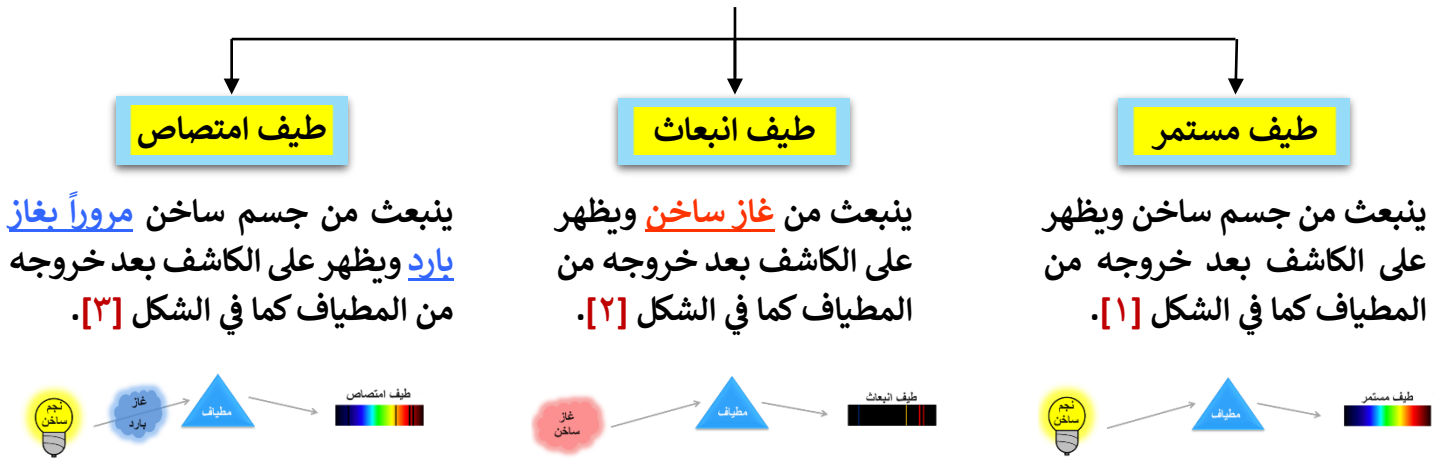 طيف مستمر
ينبعث من جسم ساخن ويظهر
على الكاشف بعد خروجه من
المطياف كما في الشكل [١].
نجم
ساخن
مطياف
طيف مستمر
طيف انبعاث
ينبعث من غاز ساخن ويظهر
على الكاشف بعد خروجه من
المطياف كما في الشكل [٢].
غاز
ساخن
مطياف
طيف انبعاث
طيف امتصاص
ينبعث من جسم ساخن مروراً بغاز
بارد ويظهر على الكاشف بعد خروجه
من المطياف كما في الشكل [٣].
نجم
ساخن
غاز
بارد
مطياف
طيف امتصاص